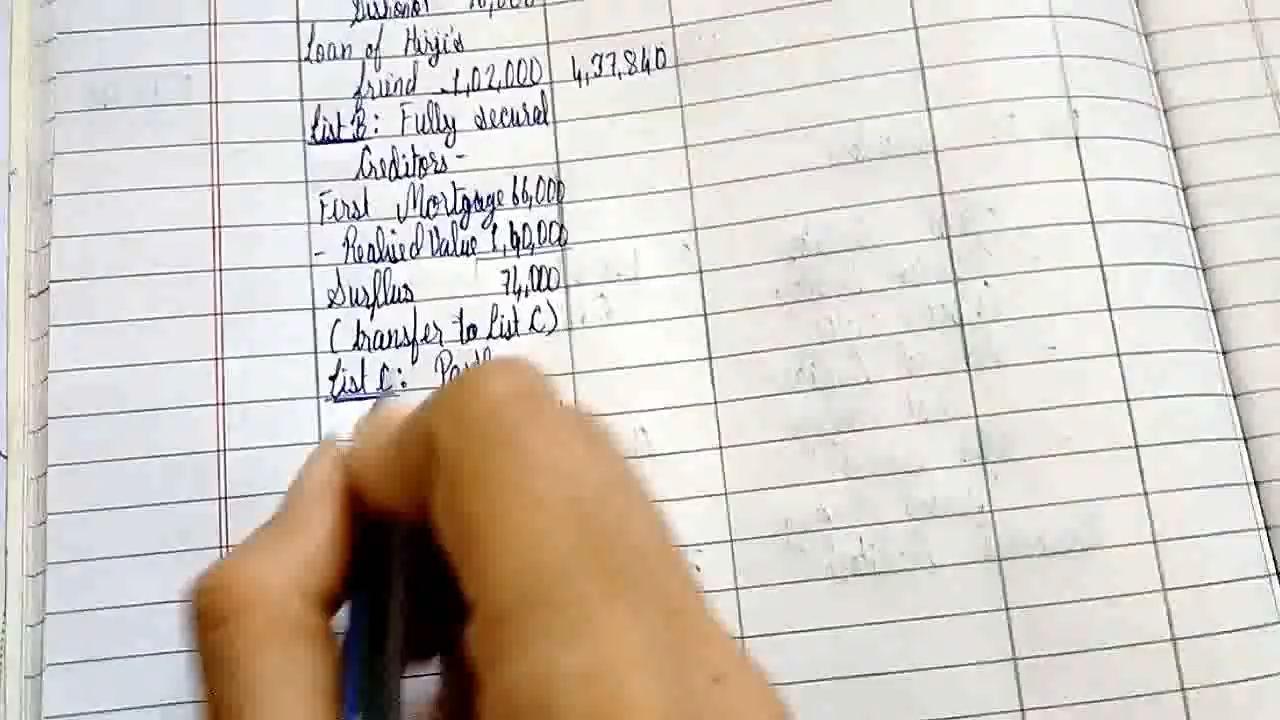 Loan of Hirji's
friend 1,02,000 4,37,840
List B: Fully secured
Creditors-
First Mortgage 66,000
- Realised Value 1,40,000
Surplus 74,000
(transfer to list C)
List C: